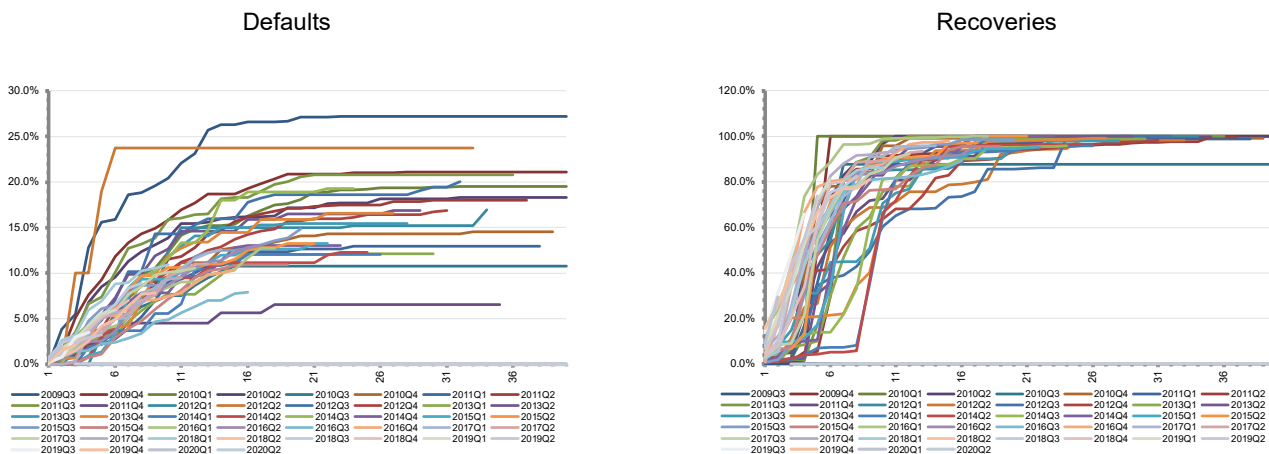 Defaults
30.0%
25.0%
20.0%
15.0%
10.0%
5.0%
0.0%
1 6 11 16 21 26 31 36
2009Q3 2009Q4 2010Q1 2010Q2 2010Q3 2010Q4 2011Q1 2011Q2
2011Q3 2011Q4 2012Q1 2012Q2 2012Q3 2012Q4 2013Q1 2013Q2
2013Q3 2013Q4 2014Q1 2014Q2 2014Q3 2014Q4 2015Q1 2015Q2
2015Q3 2015Q4 2016Q1 2016Q2 2016Q3 2016Q4 2017Q1 2017Q2
2017Q3 2017Q4 2018Q1 2018Q2 2018Q3 2018Q4 2019Q1 2019Q2
2019Q3 2019Q4 2020Q1 2020Q2
Recoveries
120.0%
100.0%
80.0%
60.0%
40.0%
20.0%
0.0%
1 6 11 16 21 26 31 36
2009Q3 2009Q4 2010Q1 2010Q2 2010Q3 2010Q4 2011Q1 2011Q2
2011Q3 2011Q4 2012Q1 2012Q2 2012Q3 2012Q4 2013Q1 2013Q2
2013Q3 2013Q4 2014Q1 2014Q2 2014Q3 2014Q4 2015Q1 2015Q2
2015Q3 2015Q4 2016Q1 2016Q2 2016Q3 2016Q4 2017Q1 2017Q2
2017Q3 2017Q4 2018Q1 2018Q2 2018Q3 2018Q4 2019Q1 2019Q2
2019Q3 2019Q4 2020Q1 2020Q2